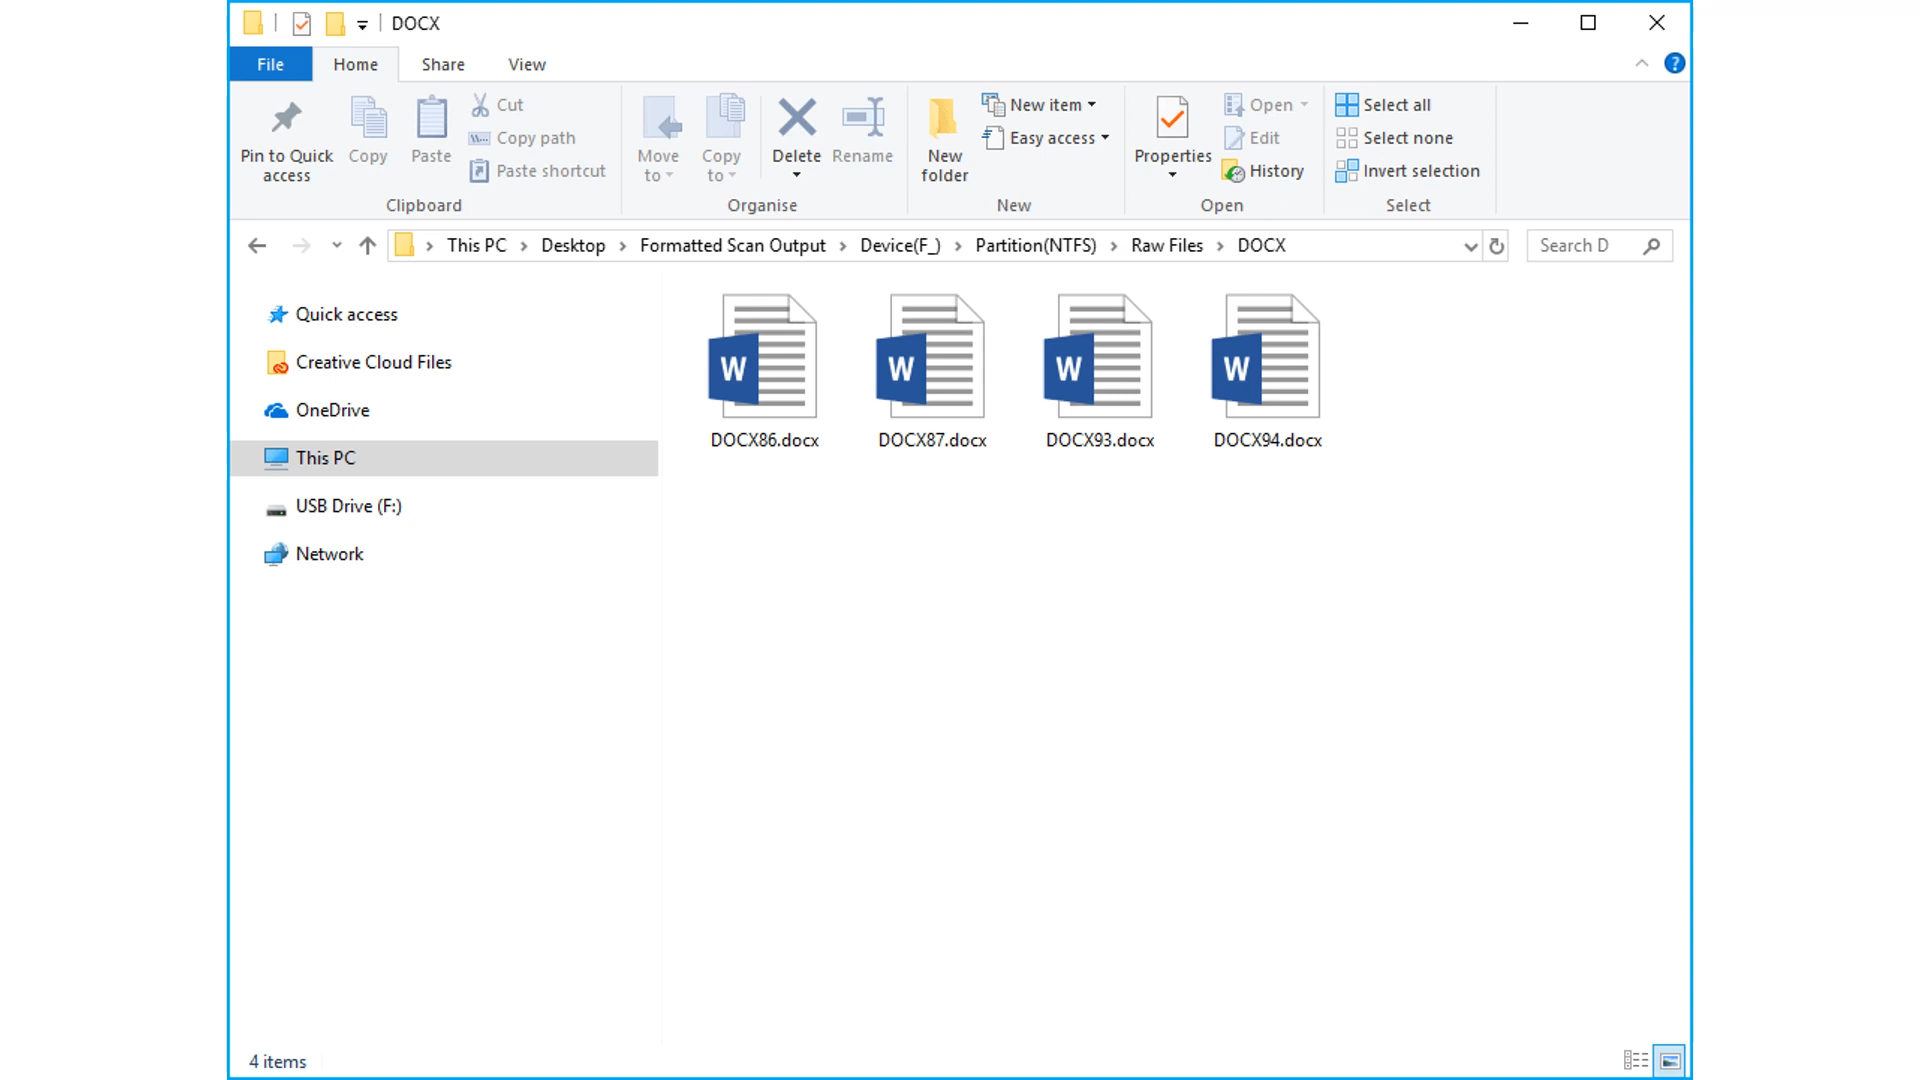 DOCX
File Home Share View
Pin to Quick access
Copy
Paste
Cut
Copy path
Paste shortcut
Clipboard
Move to
Copy to
Delete
Rename
Organise
New folder
New item
Easy access
New
Properties
Open
Edit
History
Open
Select all
Select none
Invert selection
Select
This PC Desktop Formatted Scan Output Device(F_) Partition(NTFS) Raw Files DOCX
Search D
Quick access
Creative Cloud Files
OneDrive
This PC
USB Drive (F:)
Network
W W W W
DOCX86.docx DOCX87.docx DOCX93.docx DOCX94.docx
4 items